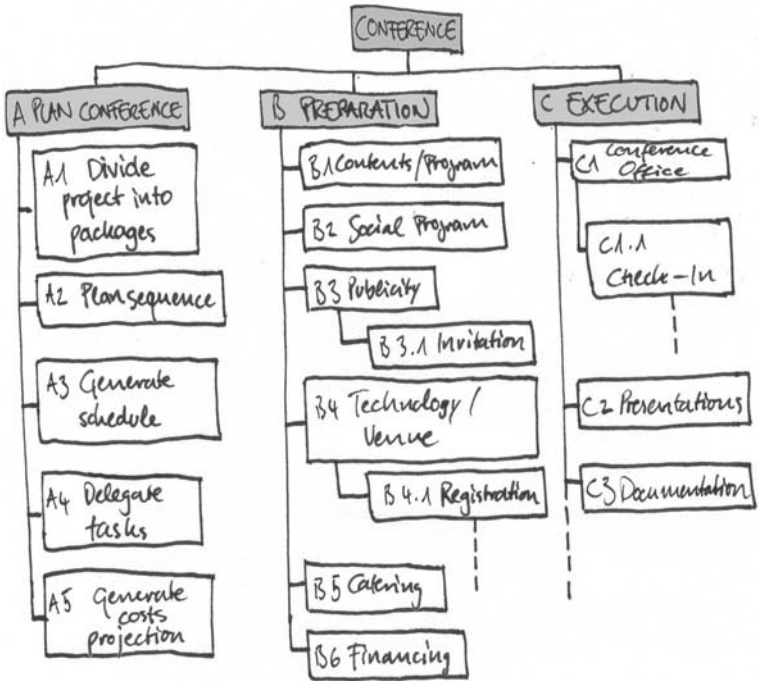 CONFERENCE
A PLAN CONFERENCE
A1 Divide
project into
packages
A2 Plan sequence
A3 Generate
schedule
A4 Delegate
tasks
A5 Generate
costs
projection
B PREPARATION
B1 Contents/Program
B2 Social Program
B3 Publicity
B 3.1 Invitation
B4 Technology/
Venue
B 4.1 Registration
B5 Catering
B6 Financing
C EXECUTION
C1 Conference
Office
C1.1
Check-In
C2 Presentations
C3 Documentation